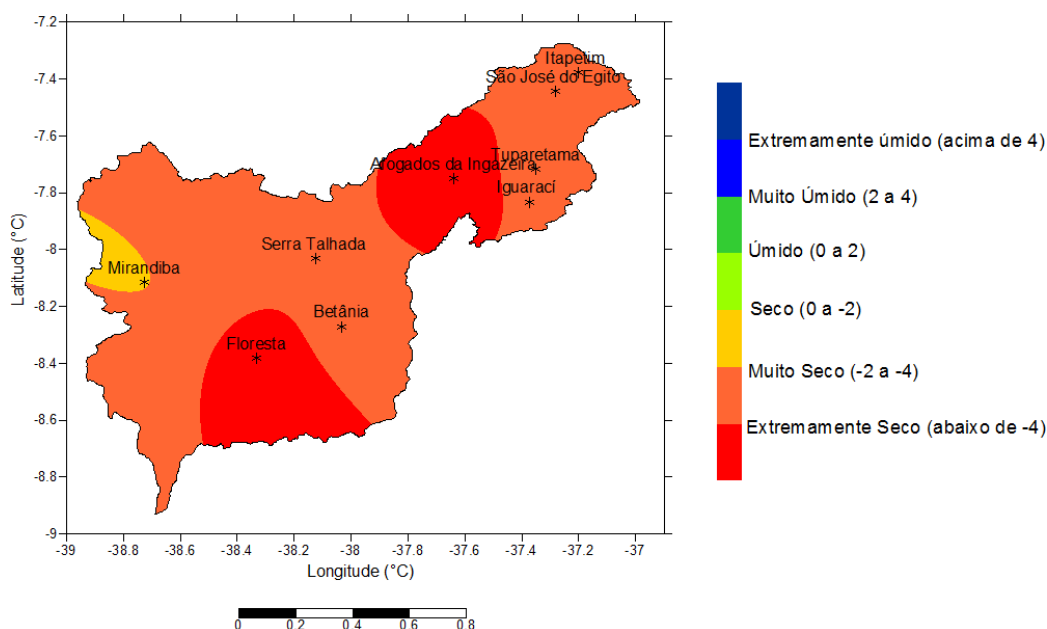 -7.2
-7.4
-7.6
-7.8
-8
-8.2
-8.4
-8.6
-8.8
-9
Latitude (°C)
Itapetim
São José do Egito
Tuparetama
Afogados da Ingazeira
Iguarací
Serra Talhada
Mirandiba
Betânia
Floresta
-39 -38.8 -38.6 -38.4 -38.2 -38 -37.8 -37.6 -37.4 -37.2 -37
Longitude (°C)
0 0.2 0.4 0.6 0.8
Extremamente úmido (acima de 4)
Muito Úmido (2 a 4)
Úmido (0 a 2)
Seco (0 a -2)
Muito Seco (-2 a -4)
Extremamente Seco (abaixo de -4)